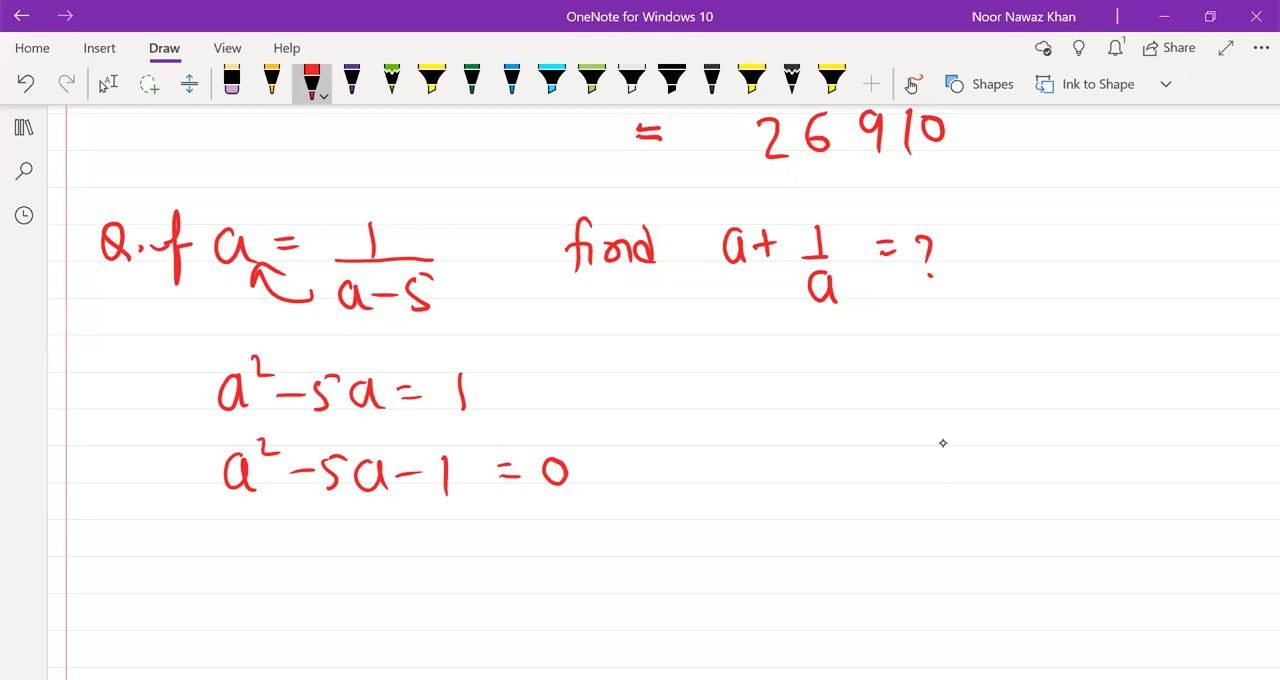 OneNote for Windows 10
Noor Nawaz Khan
Home Insert Draw View Help
Share
Shapes Ink to Shape
= 26910
Q. if a = 1/(a-5) find a + 1/a = ?
a² - 5a = 1
a² - 5a - 1 = 0